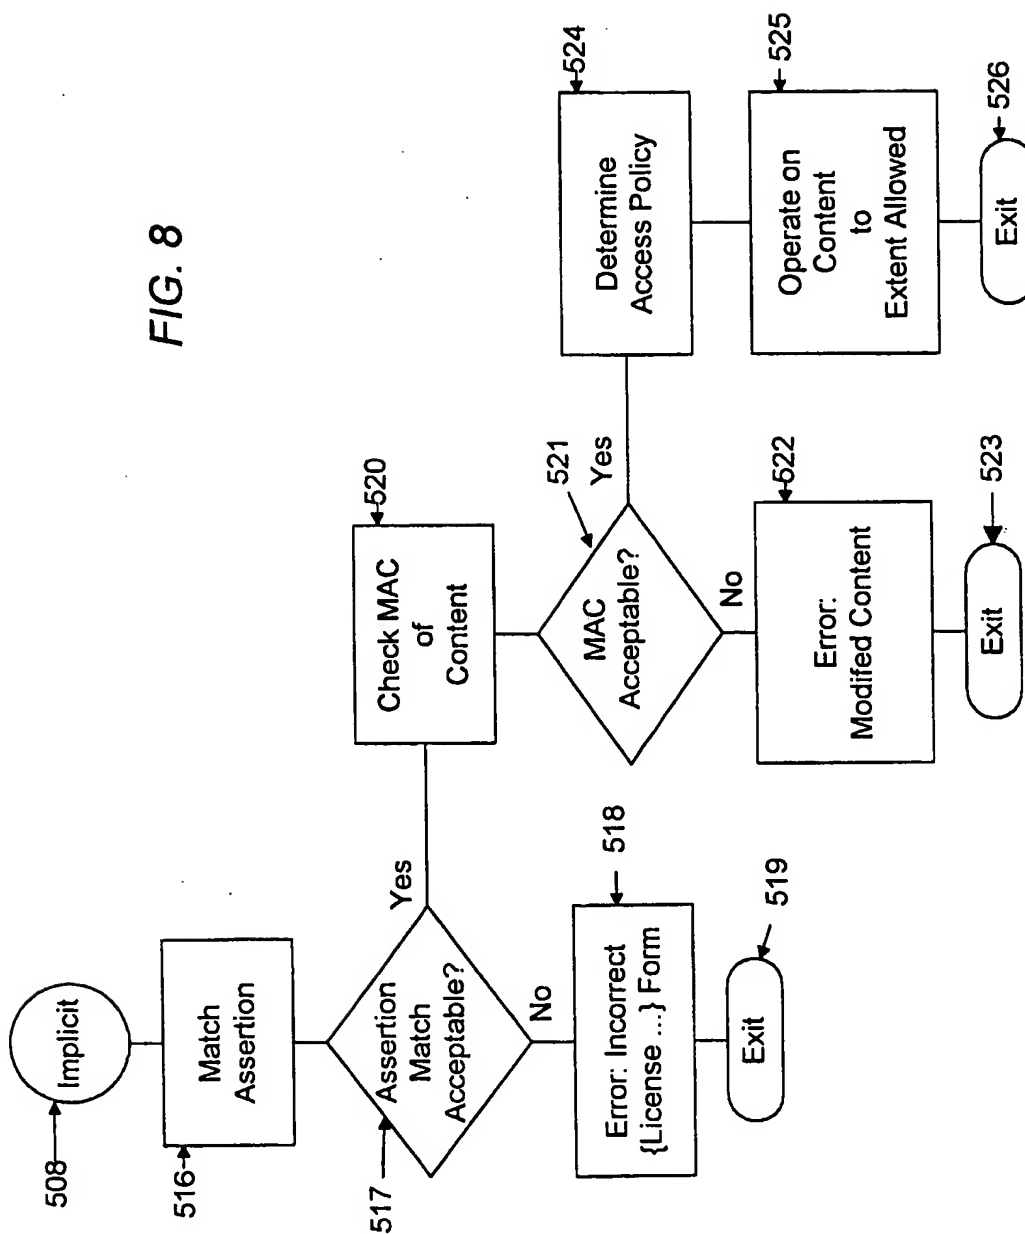 FIG. 8
508
Implicit
516
Match
Assertion
517
Assertion
Match
Acceptable?
Yes
No
518
Error: Incorrect
{License ...} Form
519
Exit
520
Check MAC
of
Content
521
MAC
Acceptable?
Yes
No
522
Error:
Modifed Content
523
Exit
524
Determine
Access Policy
525
Operate on
Content
to
Extent Allowed
526
Exit